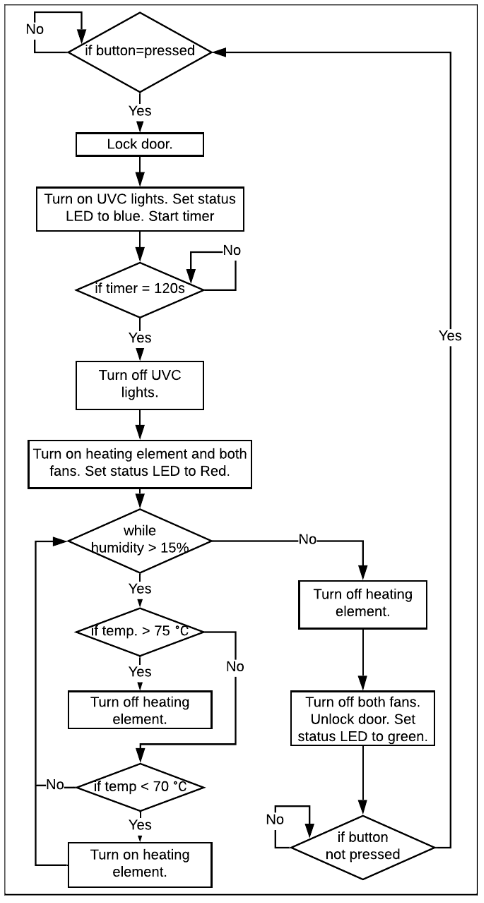 No
if button=pressed
Yes
Lock door.
Turn on UVC lights. Set status
LED to blue. Start timer
No
if timer = 120s
Yes
Turn off UVC
lights.
Turn on heating element and both
fans. Set status LED to Red.
while
humidity > 15%
No
Yes
Turn off heating
element.
if temp. > 75 °C
No
Yes
Turn off heating
element.
Turn off both fans.
Unlock door. Set
status LED to green.
if temp < 70 °C
No
Yes
Turn on heating
element.
No
if button
not pressed
Yes